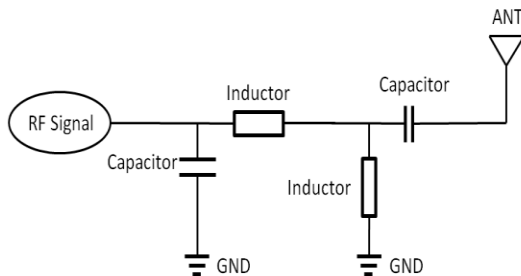 ANT
Inductor
Capacitor
RF Signal
Capacitor
Inductor
GND
GND